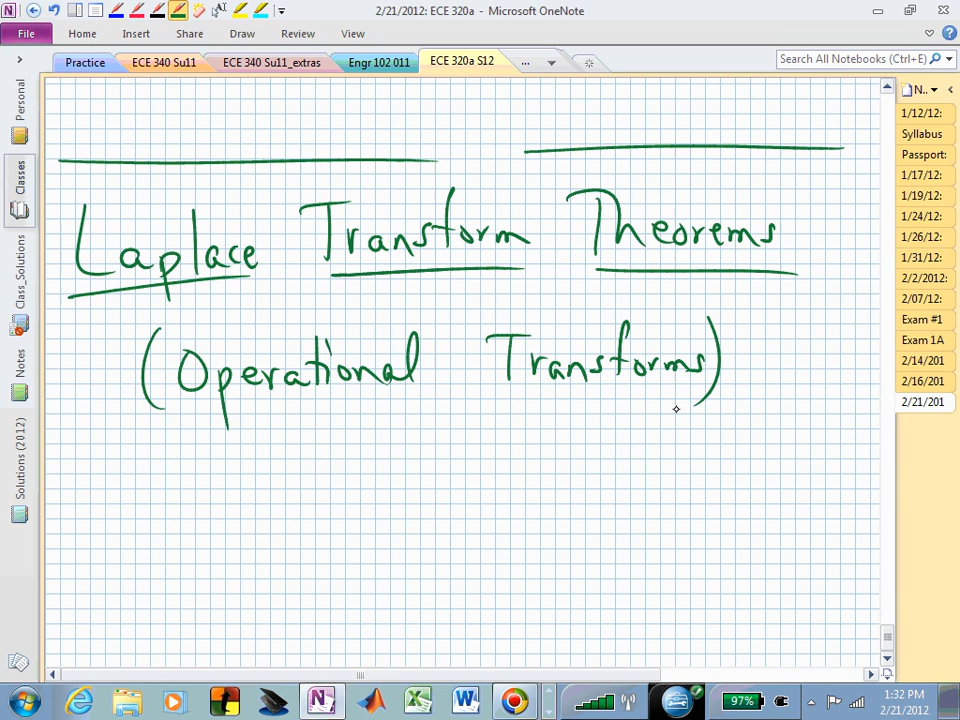 2/21/2012: ECE 320a - Microsoft OneNote
File Home Insert Share Draw Review View
Practice ECE 340 Su11 ECE 340 Su11_extras Engr 102 011 ECE 320a S12 ...
Search All Notebooks (Ctrl+E)
N..
Personal
Classes
Class_Solutions
Notes
Solutions (2012)
Laplace Transform Theorems
(Operational Transforms)
1/12/12:
Syllabus
Passport:
1/17/12:
1/19/12:
1/24/12:
1/26/12:
1/31/12:
2/2/2012:
2/07/12:
Exam #1
Exam 1A
2/14/201
2/16/201
2/21/201
97%
1:32 PM
2/21/2012